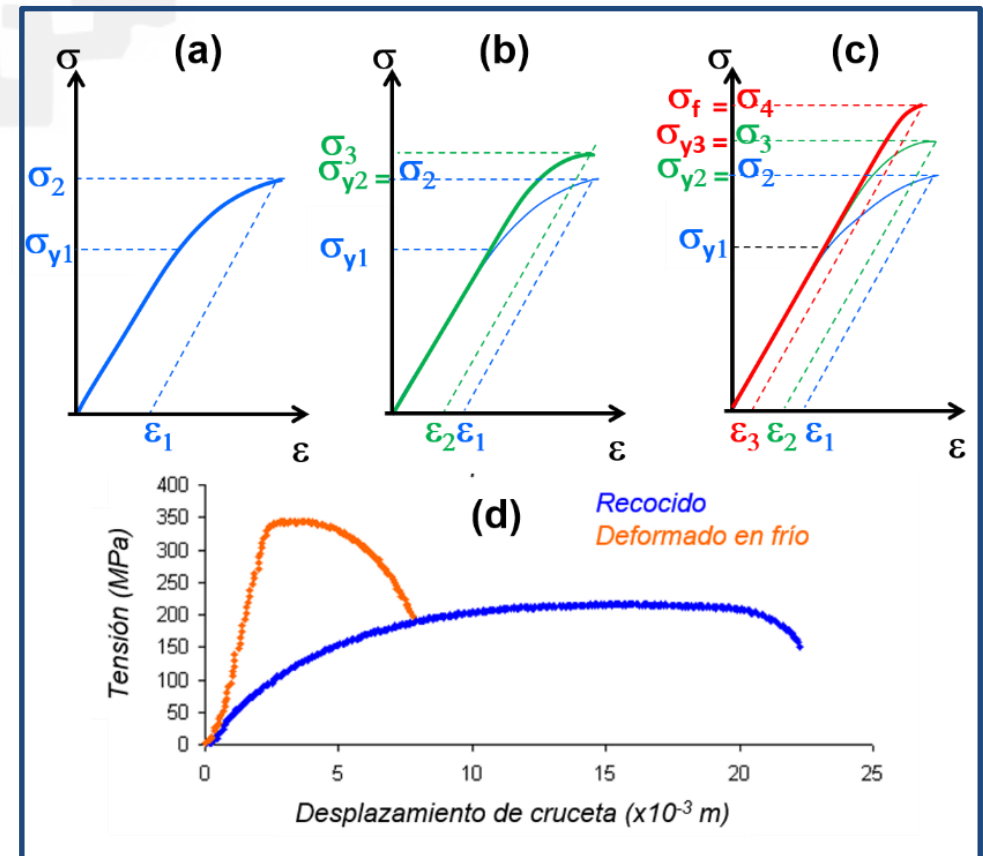 (a)
σ
σ2
σy1
ε1
ε
(b)
σ
σ3
σy2 = σ2
σy1
ε2 ε1
ε
(c)
σ
σf = σ4
σy3 = σ3
σy2 = σ2
σy1
ε3 ε2 ε1
ε
(d)
Recocido
Deformado en frío
Tensión (MPa)
400
350
300
250
200
150
100
50
0
0 5 10 15 20 25
Desplazamiento de cruceta (x10⁻³ m)